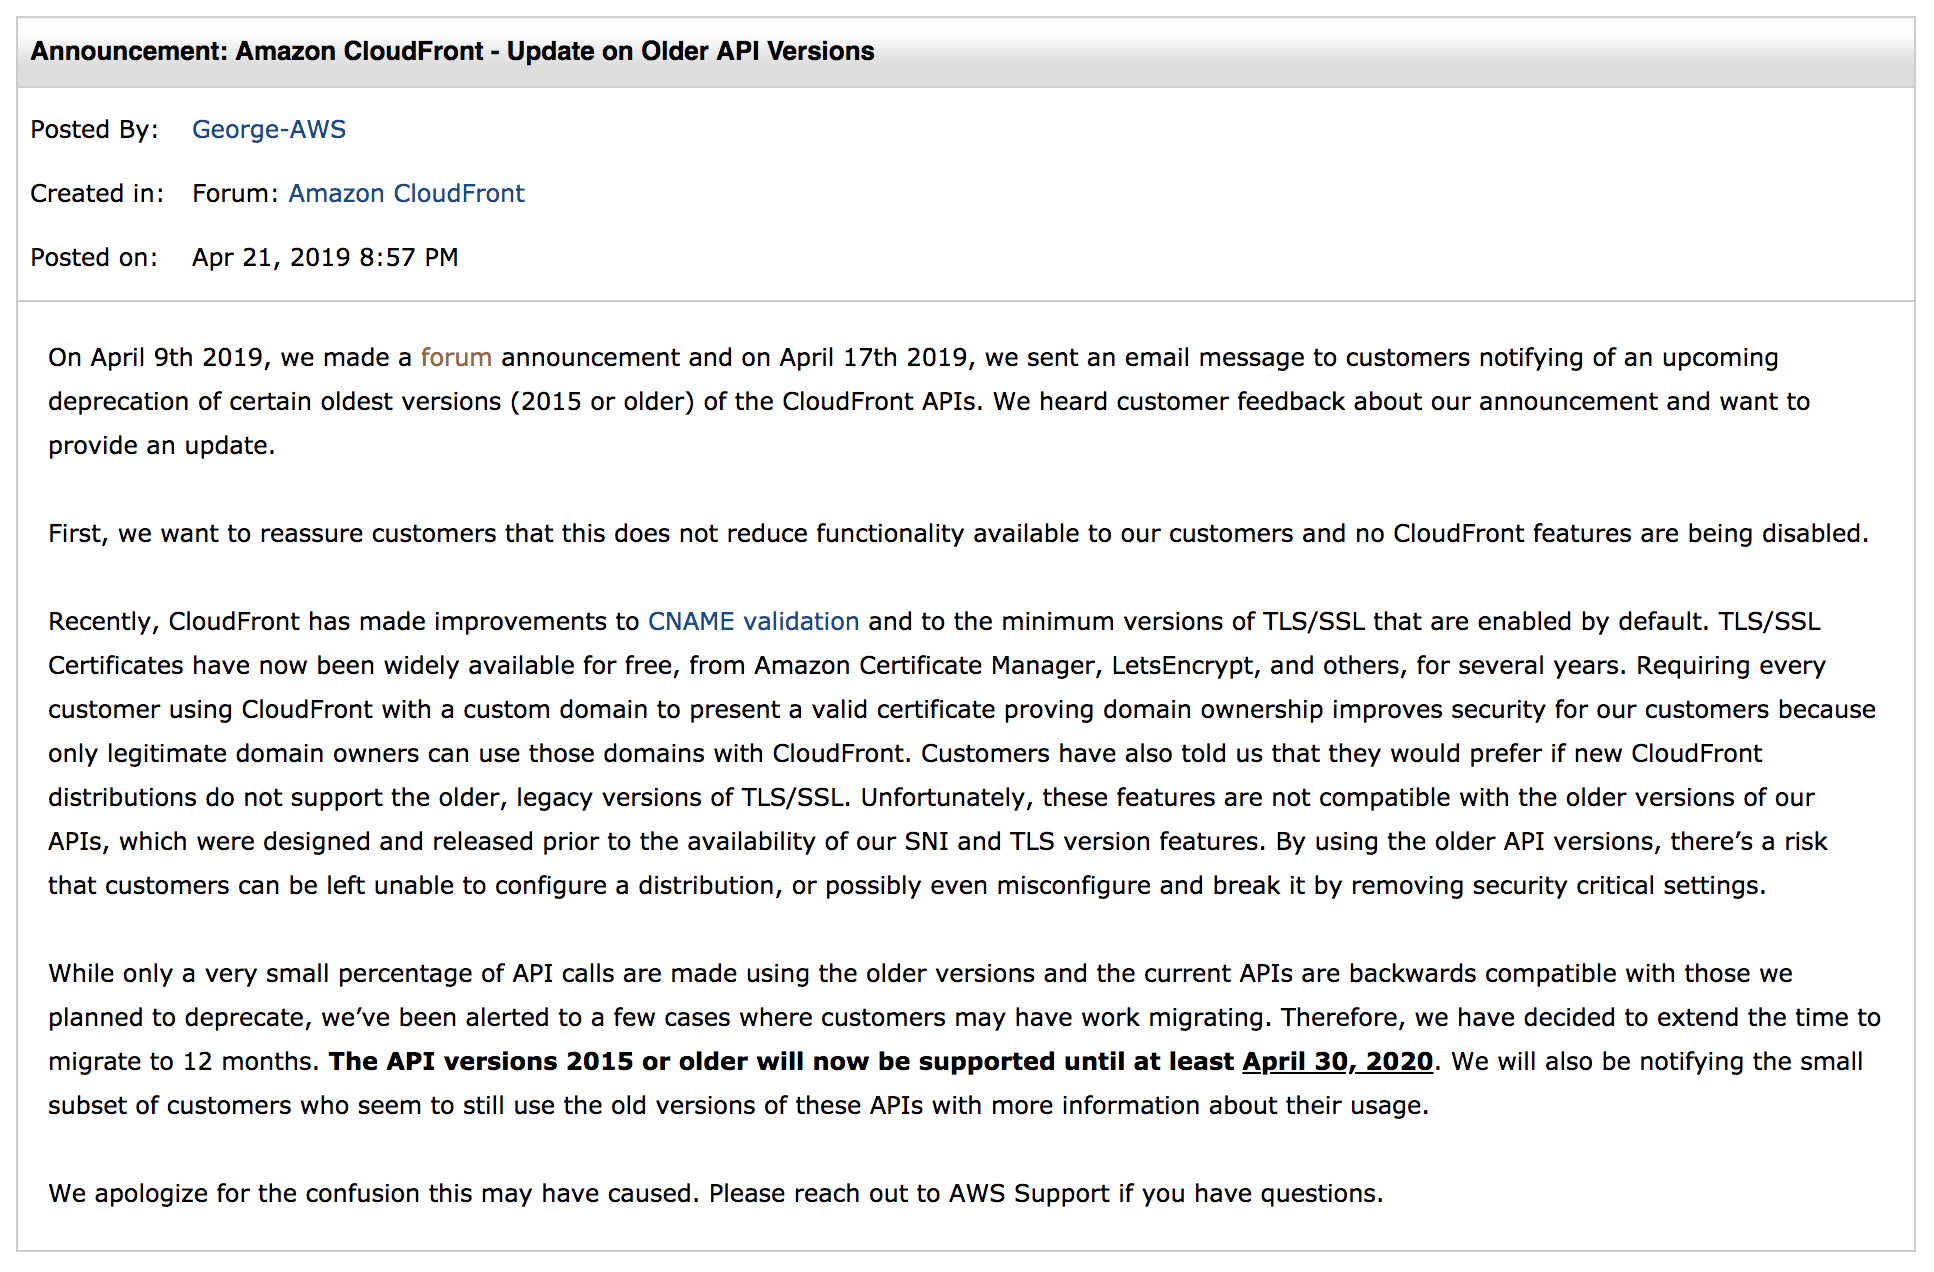 Announcement: Amazon CloudFront - Update on Older API Versions
Posted By: George-AWS
Created in: Forum: Amazon CloudFront
Posted on: Apr 21, 2019 8:57 PM
On April 9th 2019, we made a forum announcement and on April 17th 2019, we sent an email message to customers notifying of an upcoming
deprecation of certain oldest versions (2015 or older) of the CloudFront APIs. We heard customer feedback about our announcement and want to
provide an update.
First, we want to reassure customers that this does not reduce functionality available to our customers and no CloudFront features are being disabled.
Recently, CloudFront has made improvements to CNAME validation and to the minimum versions of TLS/SSL that are enabled by default. TLS/SSL
Certificates have now been widely available for free, from Amazon Certificate Manager, LetsEncrypt, and others, for several years. Requiring every
customer using CloudFront with a custom domain to present a valid certificate proving domain ownership improves security for our customers because
only legitimate domain owners can use those domains with CloudFront. Customers have also told us that they would prefer if new CloudFront
distributions do not support the older, legacy versions of TLS/SSL. Unfortunately, these features are not compatible with the older versions of our
APIs, which were designed and released prior to the availability of our SNI and TLS version features. By using the older API versions, there’s a risk
that customers can be left unable to configure a distribution, or possibly even misconfigure and break it by removing security critical settings.
While only a very small percentage of API calls are made using the older versions and the current APIs are backwards compatible with those we
planned to deprecate, we’ve been alerted to a few cases where customers may have work migrating. Therefore, we have decided to extend the time to
migrate to 12 months. The API versions 2015 or older will now be supported until at least April 30, 2020. We will also be notifying the small
subset of customers who seem to still use the old versions of these APIs with more information about their usage.
We apologize for the confusion this may have caused. Please reach out to AWS Support if you have questions.